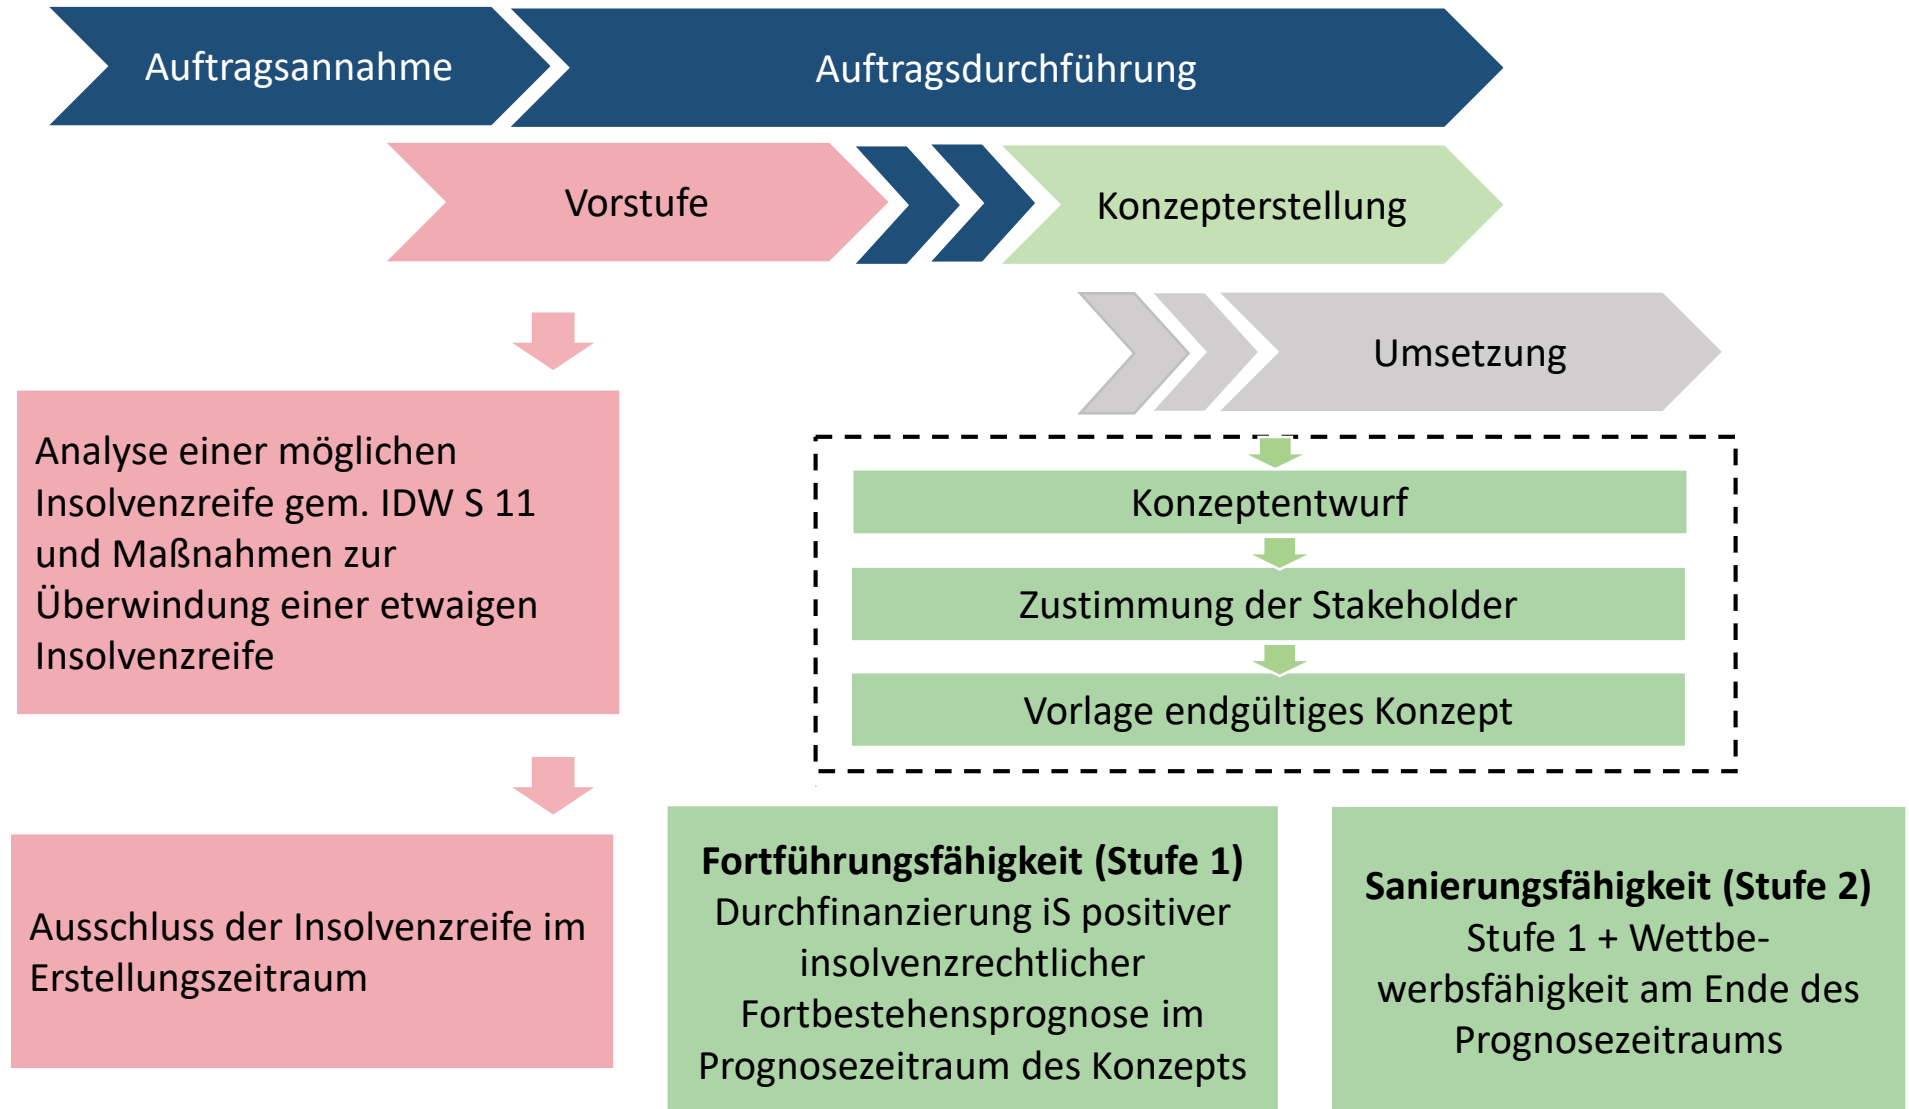 Auftragsannahme
Auftragsdurchführung
Vorstufe
Konzepterstellung
Umsetzung
Analyse einer möglichen
Insolvenzreife gem. IDW S 11
und Maßnahmen zur
Überwindung einer etwaigen
Insolvenzreife
Konzeptentwurf
Zustimmung der Stakeholder
Vorlage endgültiges Konzept
Ausschluss der Insolvenzreife im
Erstellungszeitraum
Fortführungsfähigkeit (Stufe 1)
Durchfinanzierung iS positiver
insolvenzrechtlicher
Fortbestehensprognose im
Prognosezeitraum des Konzepts
Sanierungsfähigkeit (Stufe 2)
Stufe 1 + Wettbe-
werbsfähigkeit am Ende des
Prognosezeitraums